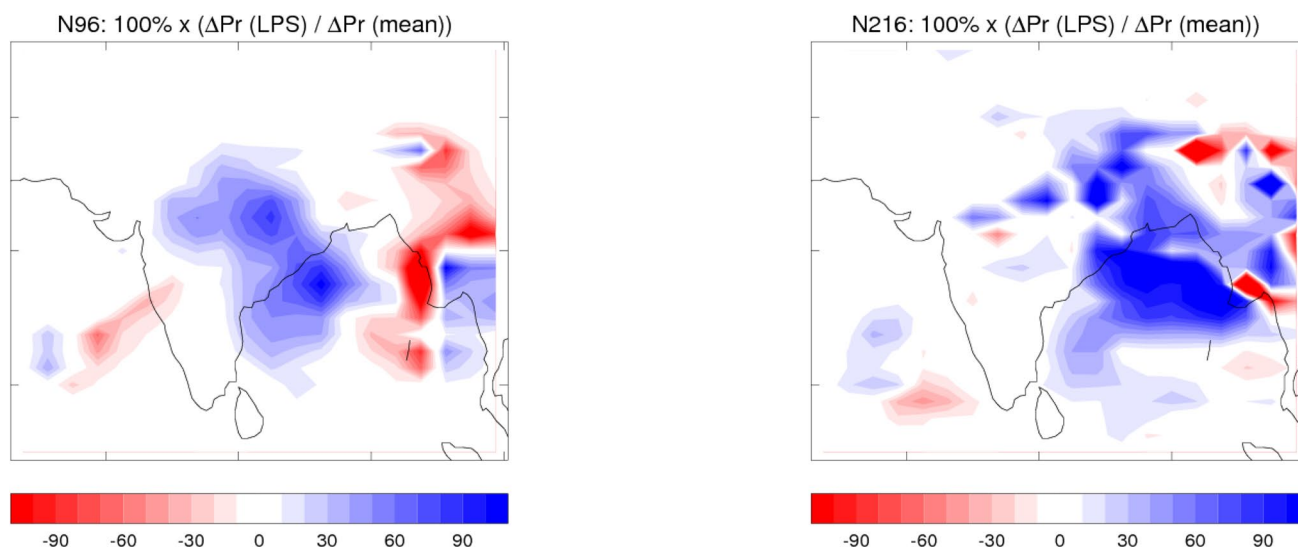 N96: 100% x (ΔPr (LPS) / ΔPr (mean))
N216: 100% x (ΔPr (LPS) / ΔPr (mean))
-90 -60 -30 0 30 60 90
-90 -60 -30 0 30 60 90